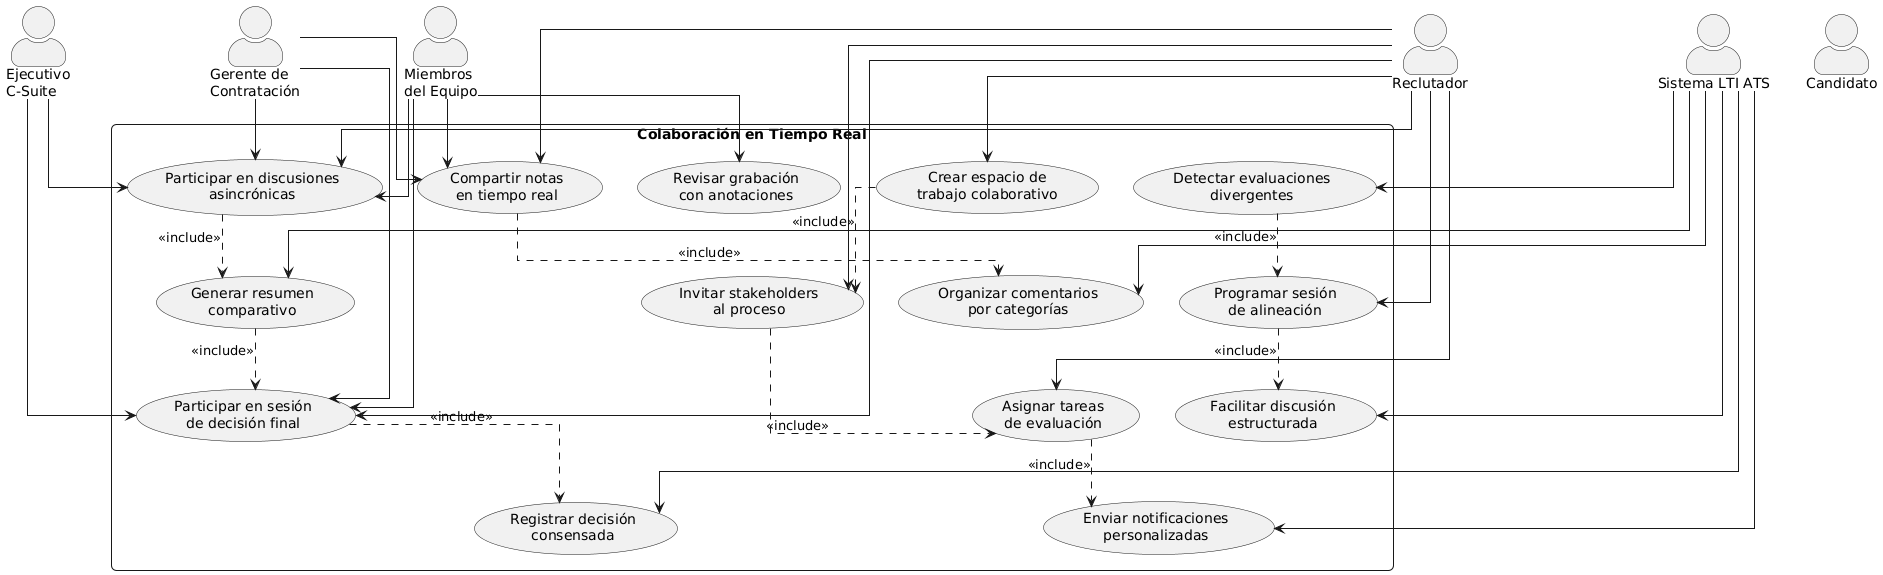 Ejecutivo
C-Suite
Gerente de
Contratación
Miembros
del Equipo
Reclutador
Sistema LTI ATS
Candidato
Colaboración en Tiempo Real
Participar en discusiones
asincrónicas
Compartir notas
en tiempo real
Revisar grabación
con anotaciones
Crear espacio de
trabajo colaborativo
Detectar evaluaciones
divergentes
«include»
«include»
«include»
«include»
Generar resumen
comparativo
Invitar stakeholders
al proceso
Organizar comentarios
por categorías
Programar sesión
de alineación
«include»
«include»
Participar en sesión
de decisión final
«include»
«include»
Asignar tareas
de evaluación
Facilitar discusión
estructurada
«include»
Registrar decisión
consensada
Enviar notificaciones
personalizadas